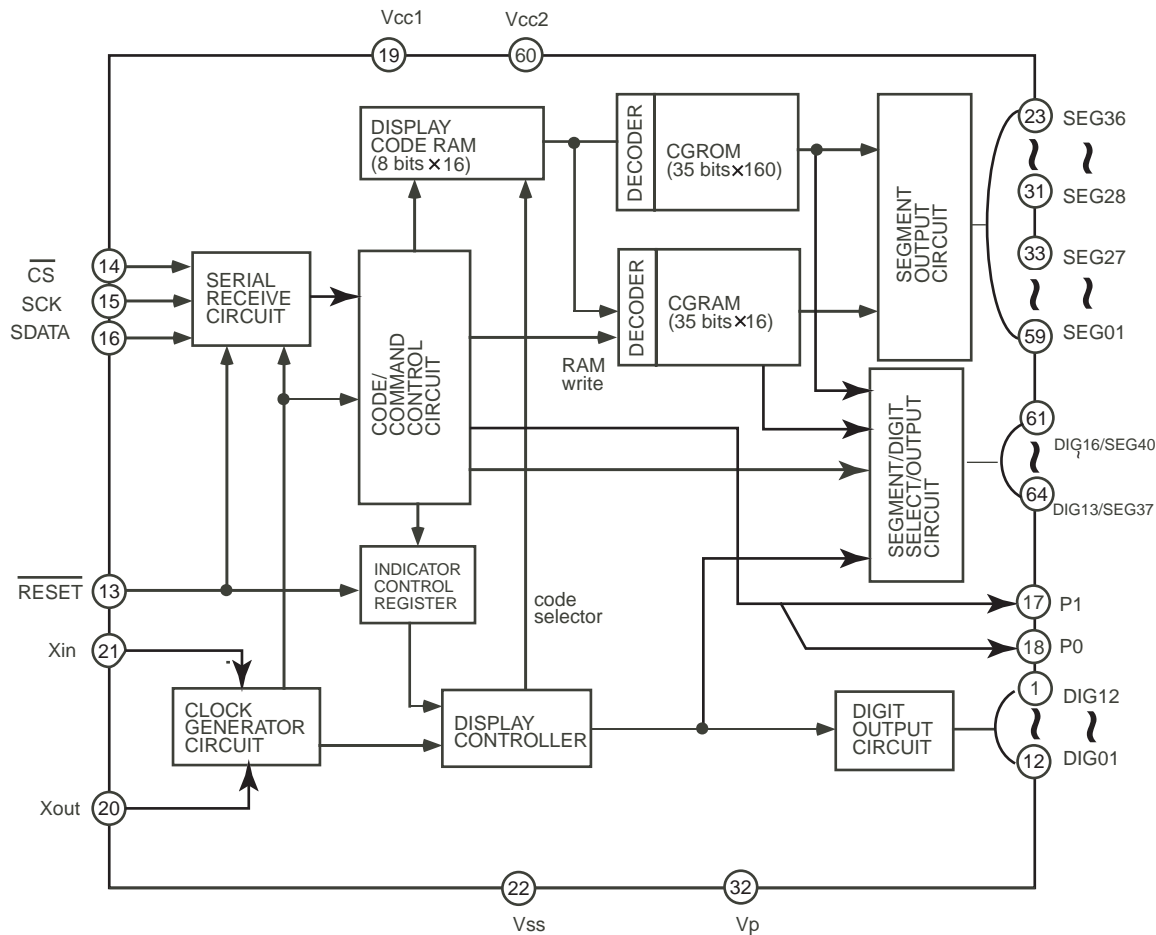 Vcc1
Vcc2
19
60
DISPLAY
CODE RAM
(8 bits×16)
DECODER
CGROM
(35 bits×160)
SEGMENT
OUTPUT
CIRCUIT
23
SEG36
31
SEG28
33
SEG27
59
SEG01
CS
14
SCK
15
SDATA
16
SERIAL
RECEIVE
CIRCUIT
CODE/
COMMAND
CONTROL
CIRCUIT
DECODER
CGRAM
(35 bits×16)
RAM
write
SEGMENT/DIGIT
SELECT/OUTPUT
CIRCUIT
61
DIG16/SEG40
64
DIG13/SEG37
RESET
13
INDICATOR
CONTROL
REGISTER
code
selector
17
P1
18
P0
Xin
21
CLOCK
GENERATOR
CIRCUIT
DISPLAY
CONTROLLER
DIGIT
OUTPUT
CIRCUIT
1
DIG12
12
DIG01
Xout
20
22
32
Vss
Vp